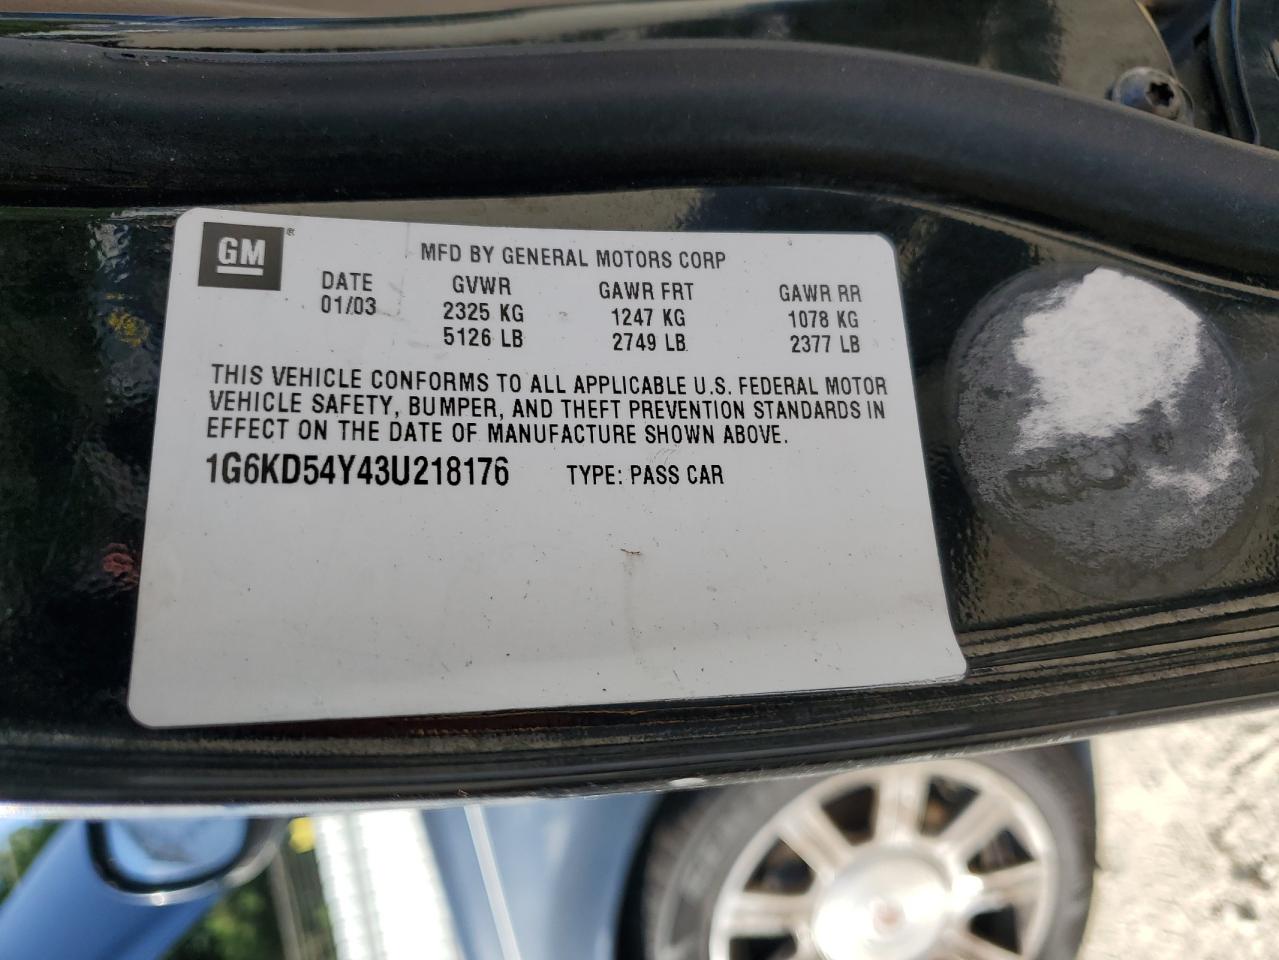 GM®
MFD BY GENERAL MOTORS CORP
DATE GVWR GAWR FRT GAWR RR
01/03 2325 KG 1247 KG 1078 KG
5126 LB 2749 LB 2377 LB
THIS VEHICLE CONFORMS TO ALL APPLICABLE U.S. FEDERAL MOTOR
VEHICLE SAFETY, BUMPER, AND THEFT PREVENTION STANDARDS IN
EFFECT ON THE DATE OF MANUFACTURE SHOWN ABOVE.
1G6KD54Y43U218176 TYPE: PASS CAR